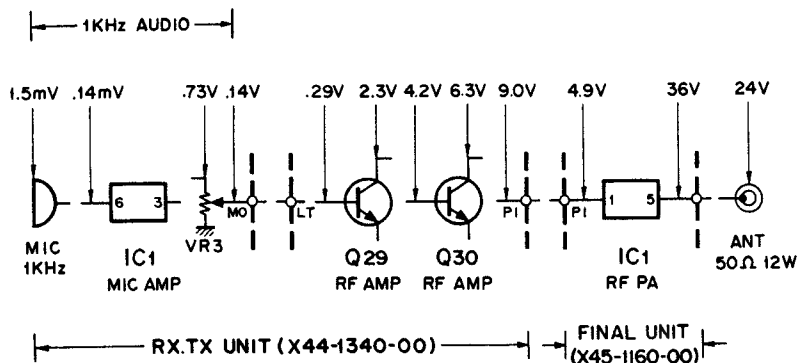 1KHz AUDIO
1.5mV .14mV .73V .14V .29V 2.3V 4.2V 6.3V 9.0V 4.9V 36V 24V
6 3 MO LT PI PI 1 5
MIC
1KHz
IC1
MIC AMP
VR3
Q29
RF AMP
Q30
RF AMP
IC1
RF PA
ANT
50Ω 12W
RX.TX UNIT (X44-1340-00)
FINAL UNIT
(X45-1160-00)